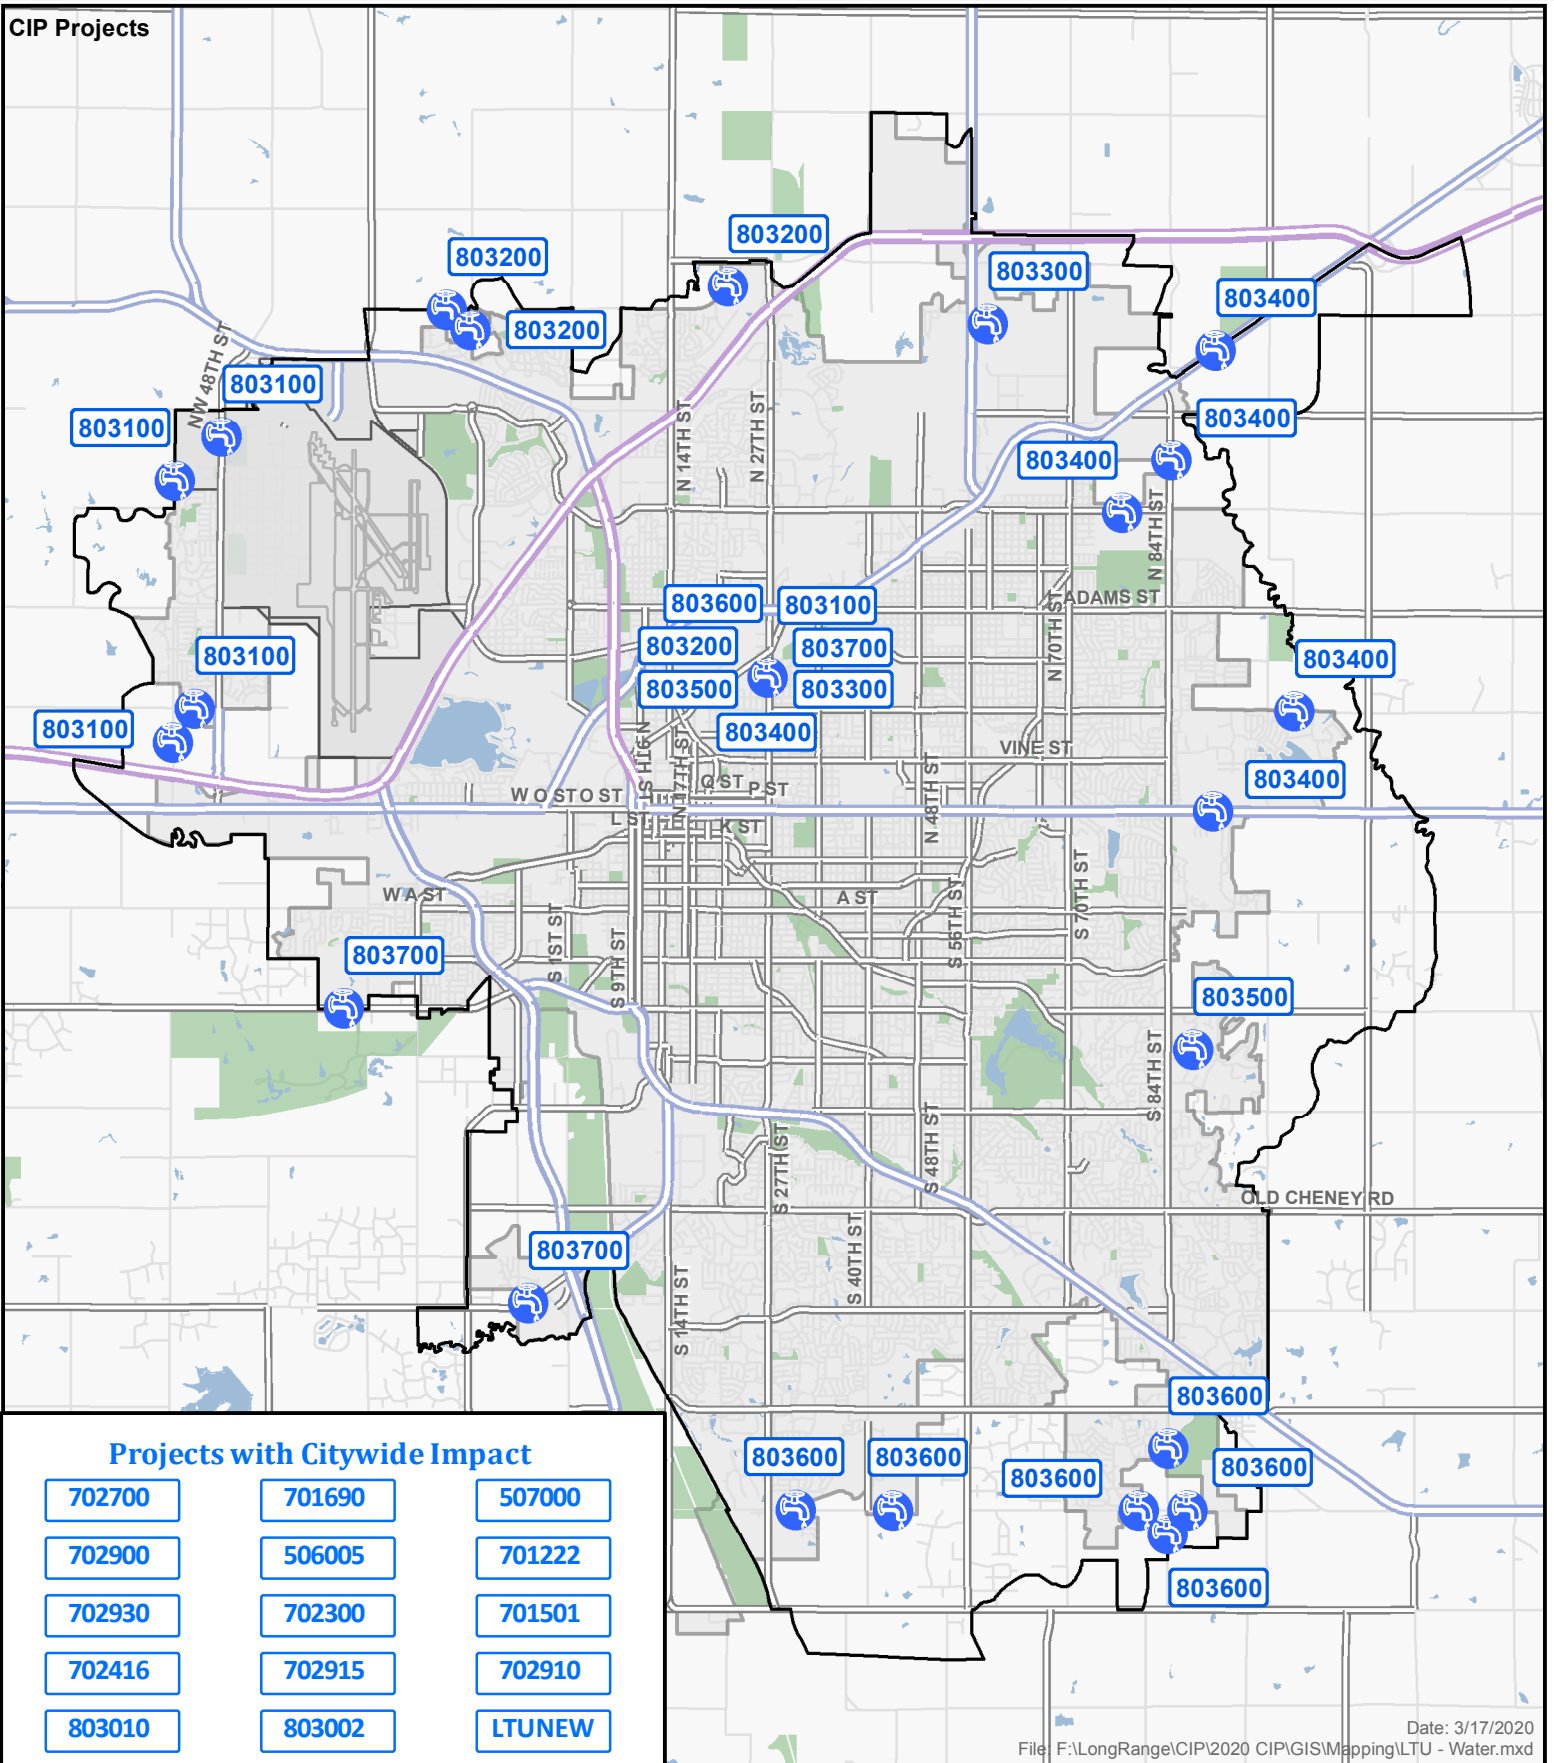 CIP Projects
803200
803200
803300
803400
803200
NW 48TH ST
803100
803100
803400
N 14TH ST
N 27TH ST
803400
N 84TH ST
803600
803100
ADAMS ST
803200
803700
N 70TH ST
803100
803400
803500
803300
803100
803400
N 9TH ST
N 17TH ST
VINE ST
803400
Q ST
P ST
W O ST
O ST
L ST
K ST
N 48TH ST
W A ST
A ST
S 56TH ST
S 70TH ST
S 1ST ST
S 9TH ST
803700
803500
S 84TH ST
S 27TH ST
S 48TH ST
OLD CHENEY RD
803700
S 40TH ST
S 14TH ST
803600
803600
803600
803600
803600
803600
Projects with Citywide Impact
702700
701690
507000
702900
506005
701222
702930
702300
701501
702416
702915
702910
803010
803002
LTUNEW
Date: 3/17/2020
File: F:\LongRange\CIP\2020 CIP\GIS\Mapping\LTU - Water.mxd